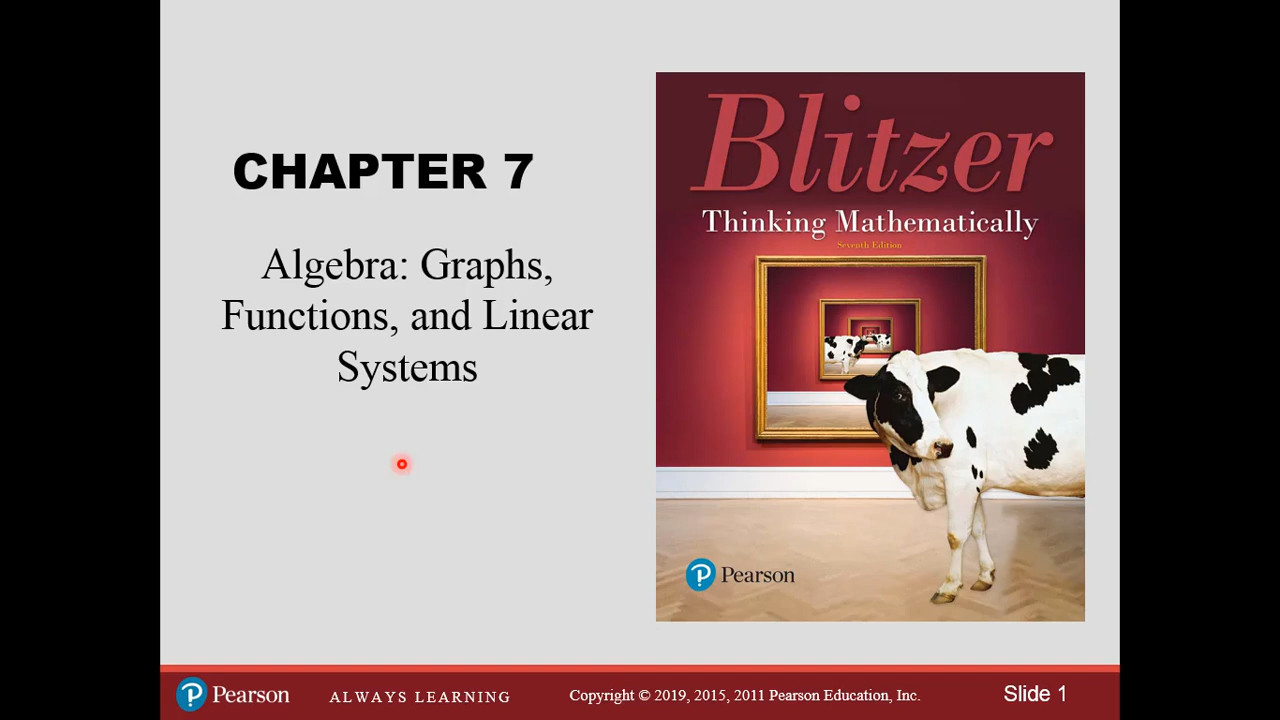 CHAPTER 7
Algebra: Graphs,
Functions, and Linear
Systems
Blitzer
Thinking Mathematically
Seventh Edition
Pearson
Pearson
ALWAYS LEARNING
Copyright © 2019, 2015, 2011 Pearson Education, Inc.
Slide 1